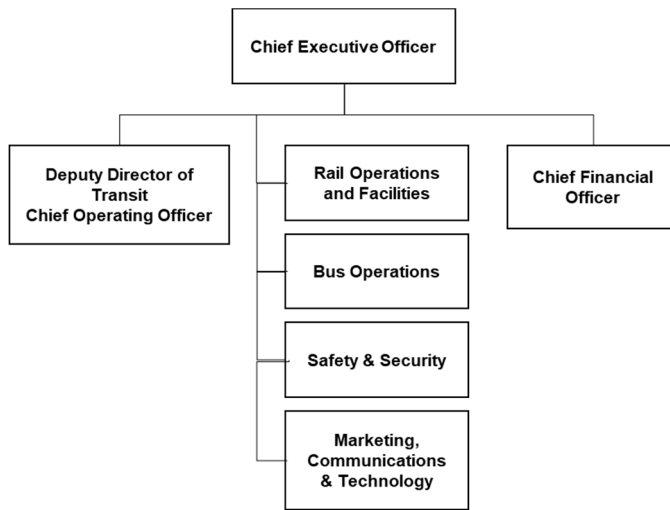 Chief Executive Officer
Deputy Director of
Transit
Chief Operating Officer
Rail Operations
and Facilities
Chief Financial
Officer
Bus Operations
Safety & Security
Marketing,
Communications
& Technology